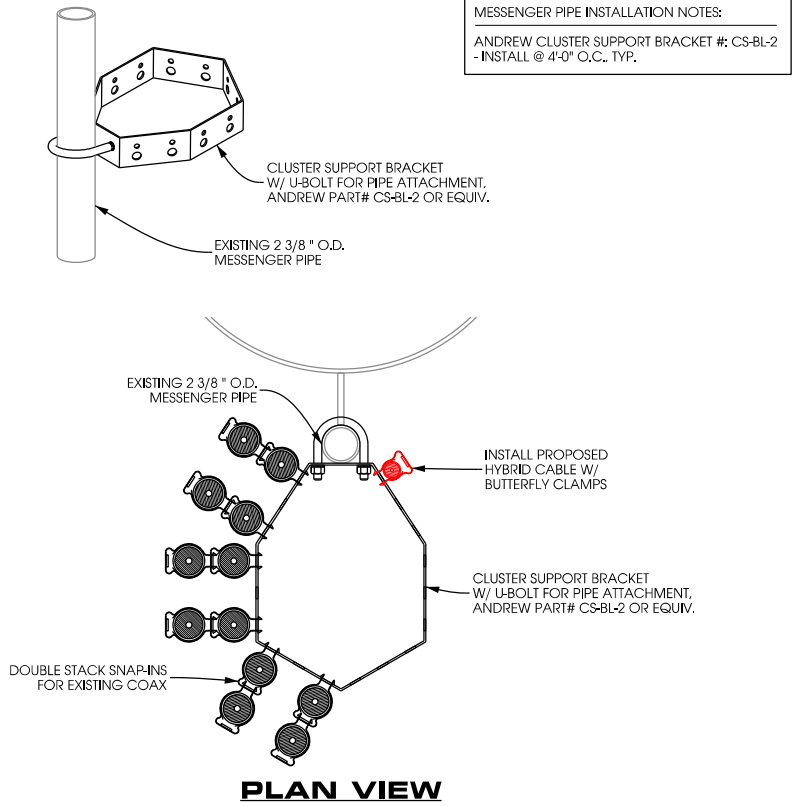 MESSENGER PIPE INSTALLATION NOTES:
ANDREW CLUSTER SUPPORT BRACKET #: CS-BL-2
- INSTALL @ 4'-0" O.C., TYP.
CLUSTER SUPPORT BRACKET
W/ U-BOLT FOR PIPE ATTACHMENT,
ANDREW PART# CS-BL-2 OR EQUIV.
EXISTING 2 3/8 " O.D.
MESSENGER PIPE
EXISTING 2 3/8 " O.D.
MESSENGER PIPE
INSTALL PROPOSED
HYBRID CABLE W/
BUTTERFLY CLAMPS
CLUSTER SUPPORT BRACKET
W/ U-BOLT FOR PIPE ATTACHMENT,
ANDREW PART# CS-BL-2 OR EQUIV.
DOUBLE STACK SNAP-INS
FOR EXISTING COAX
PLAN VIEW